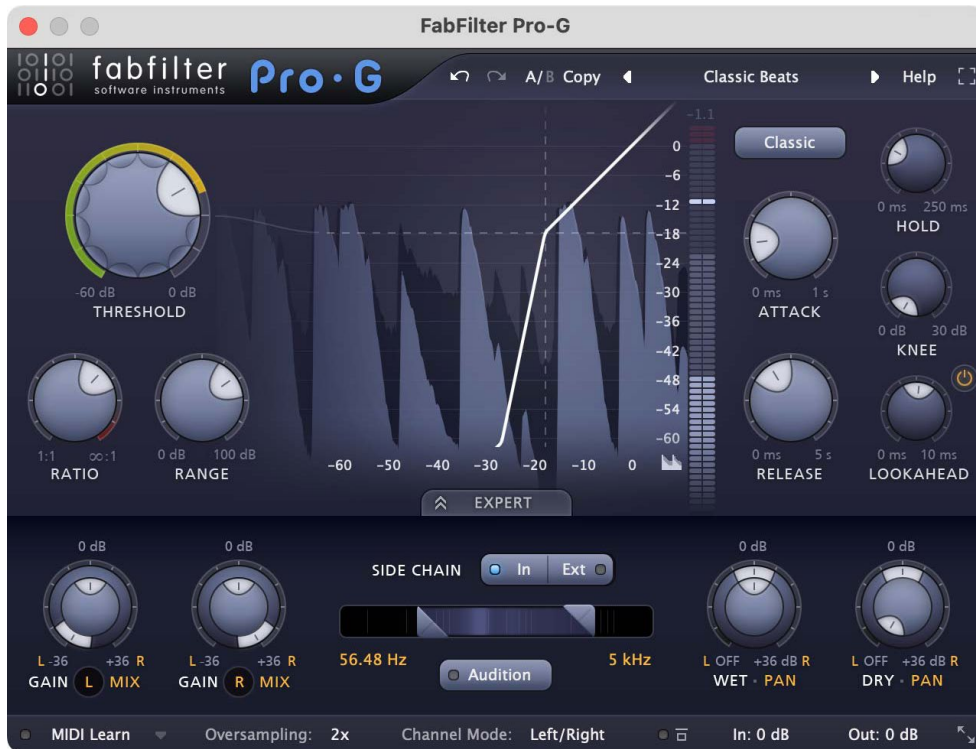 FabFilter Pro-G
fabfilter
software instruments
Pro·G
A/B Copy
Classic Beats
Help
-1.1
0
-6
-12
-18
-24
-30
-36
-42
-48
-54
-60
-60 -50 -40 -30 -20 -10 0
-60 dB 0 dB
THRESHOLD
1:1 ∞:1
RATIO
0 dB 100 dB
RANGE
Classic
0 ms 1 s
ATTACK
0 ms 5 s
RELEASE
0 ms 250 ms
HOLD
0 dB 30 dB
KNEE
0 ms 10 ms
LOOKAHEAD
EXPERT
0 dB
L -36 +36 R
GAIN L MIX
0 dB
L -36 +36 R
GAIN R MIX
SIDE CHAIN In Ext
56.48 Hz 5 kHz
Audition
0 dB
L OFF +36 dB R
WET · PAN
0 dB
L OFF +36 dB R
DRY · PAN
MIDI Learn Oversampling: 2x Channel Mode: Left/Right In: 0 dB Out: 0 dB